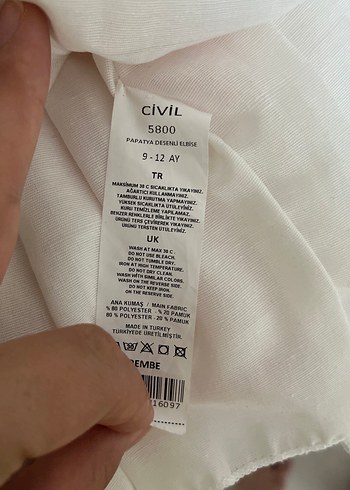 CİVİL
5800
PAPATYA DESENLİ ELBİSE
9-12 AY
TR
MAKSİMUM 30 C SICAKLIKTA YIKAYINIZ.
AĞARTICI KULLANMAYINIZ.
TAMBURLU KURUTMA YAPMAYINIZ.
YÜKSEK SICAKLIKTA ÜTÜLEYİNİZ.
KURU TEMİZLEME YAPILAMAZ.
BENZER RENKLERLE BİRLİKTE YIKAYINIZ.
ÜRÜNÜ TERS ÇEVİREREK YIKAYINIZ.
ÜRÜNÜ TERSTEN ÜTÜLEYİNİZ.
UK
WASH AT MAX 30 C.
DO NOT USE BLEACH.
DO NOT TUMBLE DRY.
IRON AT HIGH TEMPERATURE.
DO NOT DRY CLEAN.
WASH WITH SIMILAR COLORS.
WASH ON THE REVERSE SIDE.
DO NOT KEEP IRON.
ON THE RESERVE SIDE.
ANA KUMAŞ / MAIN FABRIC
% 80 POLYESTER - % 20 PAMUK
80 % POLYESTER - 20 % PAMUK
MADE IN TURKEY
TÜRKİYEDE ÜRETİLMİŞTİR.
PEMBE
16097